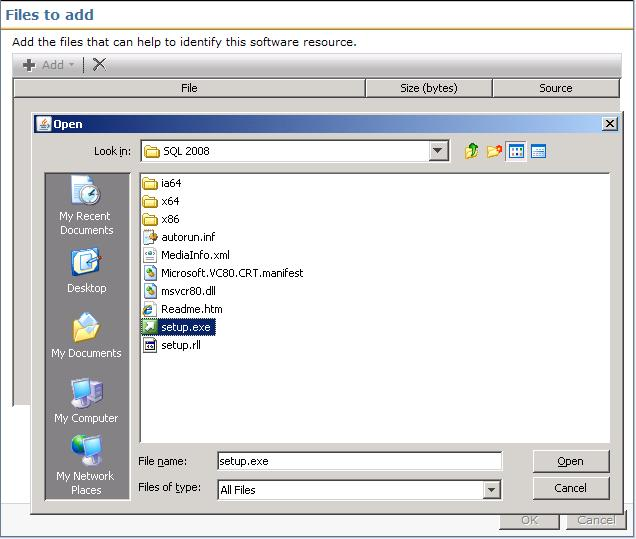 Files to add
Add the files that can help to identify this software resource.
Add
File Size (bytes) Source
Open
Look in: SQL 2008
My Recent Documents
Desktop
My Documents
My Computer
My Network Places
ia64
x64
x86
autorun.inf
MediaInfo.xml
Microsoft.VC80.CRT.manifest
msvcr80.dll
Readme.htm
setup.exe
setup.rll
File name: setup.exe Open
Files of type: All Files Cancel
OK Cancel